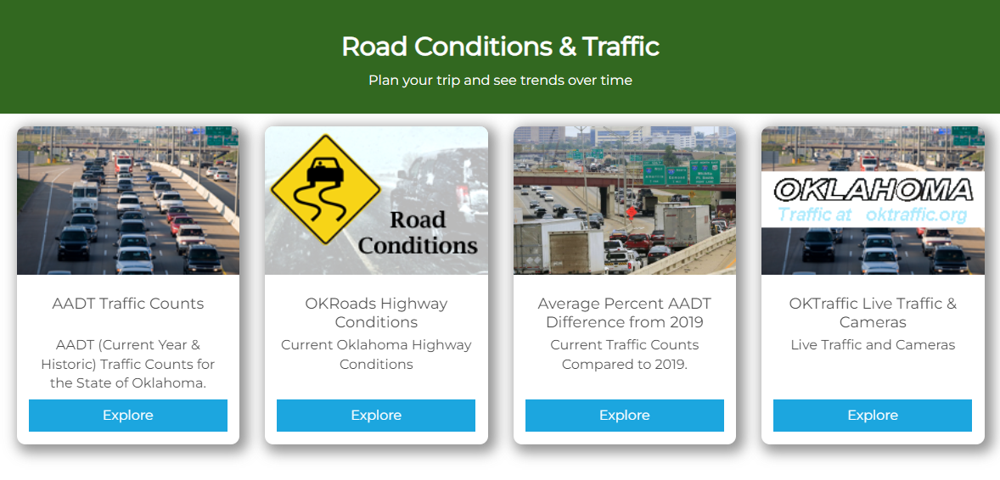 Road Conditions & Traffic
Plan your trip and see trends over time
Road
Conditions
OKLAHOMA
Traffic at oktraffic.org
AADT Traffic Counts
AADT (Current Year &
Historic) Traffic Counts for
the State of Oklahoma.
Explore
OKRoads Highway
Conditions
Current Oklahoma Highway
Conditions
Explore
Average Percent AADT
Difference from 2019
Current Traffic Counts
Compared to 2019.
Explore
OKTraffic Live Traffic &
Cameras
Live Traffic and Cameras
Explore